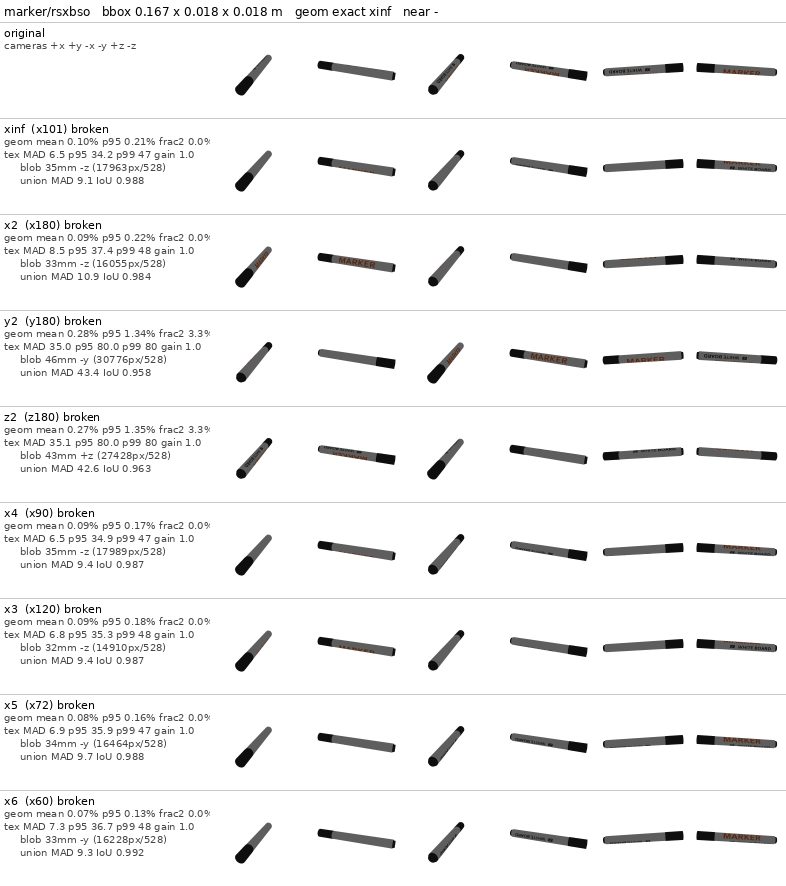 marker/rsxbso bbox 0.167 x 0.018 x 0.018 m geom exact xinf near -
original
cameras +x +y -x -y +z -z
WHITE BOARD
MARKER
xinf (x101) broken
geom mean 0.10% p95 0.21% frac2 0.0%
tex MAD 6.5 p95 34.2 p99 47 gain 1.0
blob 35mm -z (17963px/528)
union MAD 9.1 IoU 0.988
MARKER
WHITE BOARD
x2 (x180) broken
geom mean 0.09% p95 0.22% frac2 0.0%
tex MAD 8.5 p95 37.4 p99 48 gain 1.0
blob 33mm -z (16055px/528)
union MAD 10.9 IoU 0.984
MARKER
WHITE BOARD
y2 (y180) broken
geom mean 0.28% p95 1.34% frac2 3.3%
tex MAD 35.0 p95 80.0 p99 80 gain 1.0
blob 46mm -y (30776px/528)
union MAD 43.4 IoU 0.958
MARKER
MARKER
WHITE BOARD
z2 (z180) broken
geom mean 0.27% p95 1.35% frac2 3.3%
tex MAD 35.1 p95 80.0 p99 80 gain 1.0
blob 43mm +z (27428px/528)
union MAD 42.6 IoU 0.963
WHITE BOARD
x4 (x90) broken
geom mean 0.09% p95 0.17% frac2 0.0%
tex MAD 6.5 p95 34.9 p99 48 gain 1.0
blob 35mm -z (17989px/528)
union MAD 9.4 IoU 0.987
MARKER
WHITE BOARD
x3 (x120) broken
geom mean 0.09% p95 0.18% frac2 0.0%
tex MAD 6.8 p95 35.3 p99 48 gain 1.0
blob 32mm -z (14910px/528)
union MAD 9.4 IoU 0.987
MARKER
WHITE BOARD
x5 (x72) broken
geom mean 0.08% p95 0.16% frac2 0.0%
tex MAD 6.9 p95 35.9 p99 48 gain 1.0
blob 34mm -y (16464px/528)
union MAD 9.7 IoU 0.988
MARKER
x6 (x60) broken
geom mean 0.07% p95 0.13% frac2 0.0%
tex MAD 7.3 p95 36.7 p99 48 gain 1.0
blob 33mm -y (16228px/528)
union MAD 9.3 IoU 0.992
MARKER